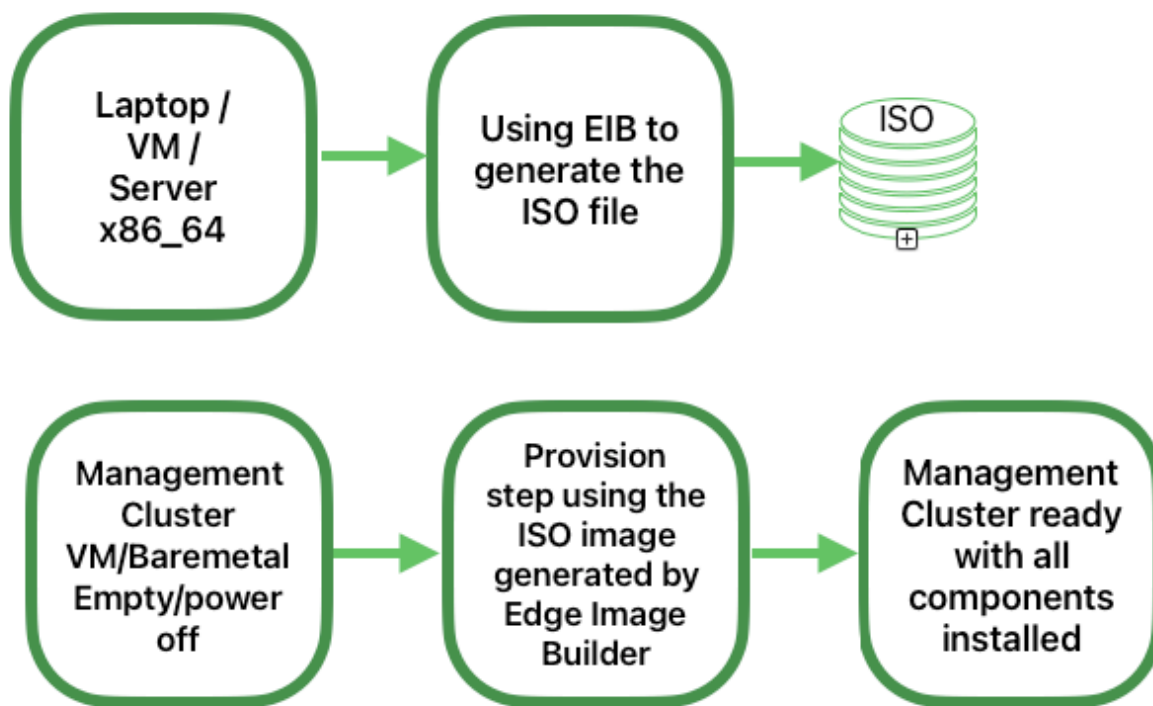 Laptop /
VM /
Server
x86_64
Using EIB to
generate the
ISO file
ISO
Management
Cluster
VM/Baremetal
Empty/power
off
Provision
step using the
ISO image
generated by
Edge Image
Builder
Management
Cluster ready
with all
components
installed